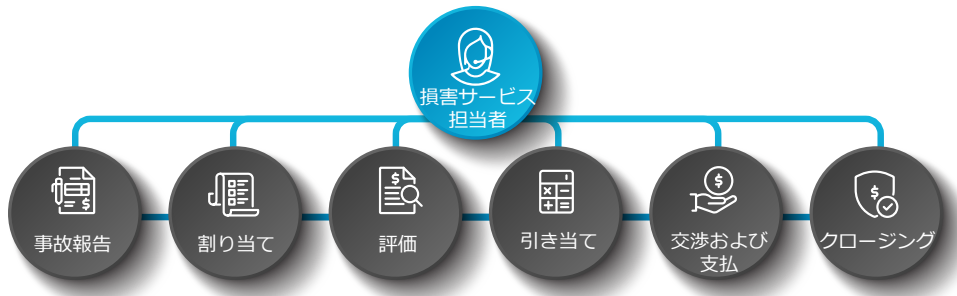 損害サービス
担当者
事故報告
割り当て
評価
引き当て
交渉および
支払
クロージング